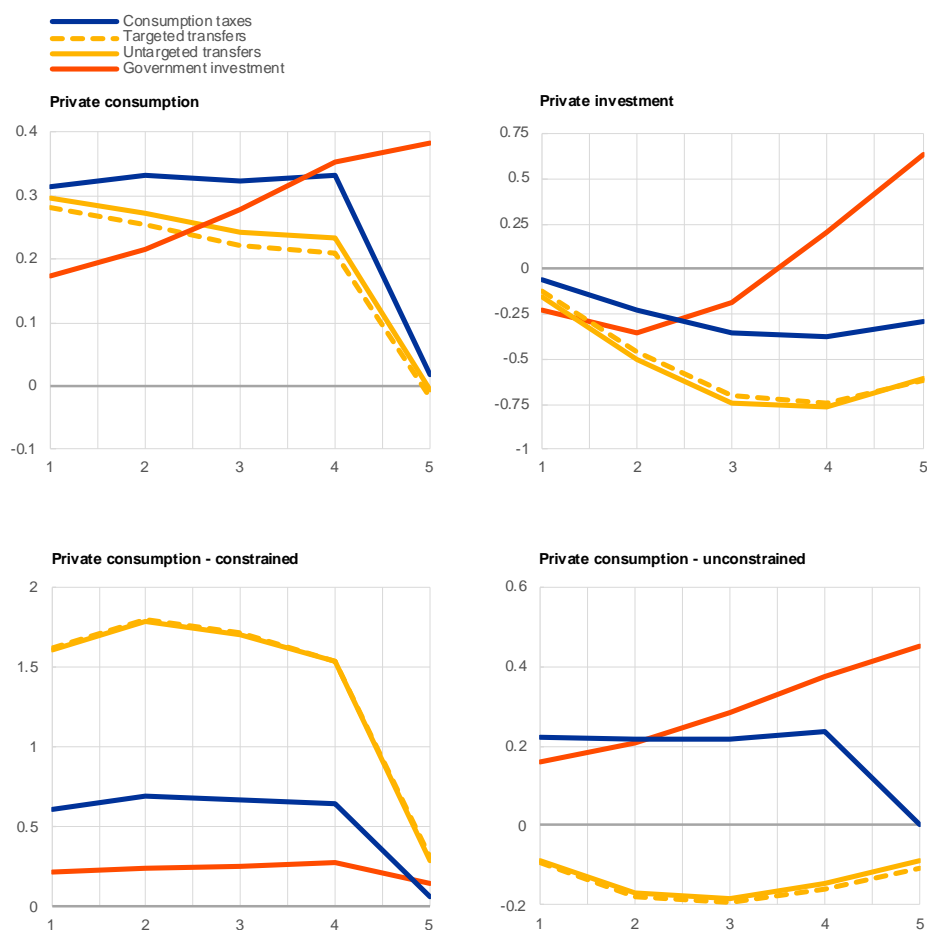 Consumption taxes
Targeted transfers
Untargeted transfers
Government investment
Private consumption
0.4
0.3
0.2
0.1
0
-0.1
1 2 3 4 5
Private investment
0.75
0.5
0.25
0
-0.25
-0.5
-0.75
-1
1 2 3 4 5
Private consumption - constrained
2
1.5
1
0.5
0
1 2 3 4 5
Private consumption - unconstrained
0.6
0.4
0.2
0
-0.2
1 2 3 4 5